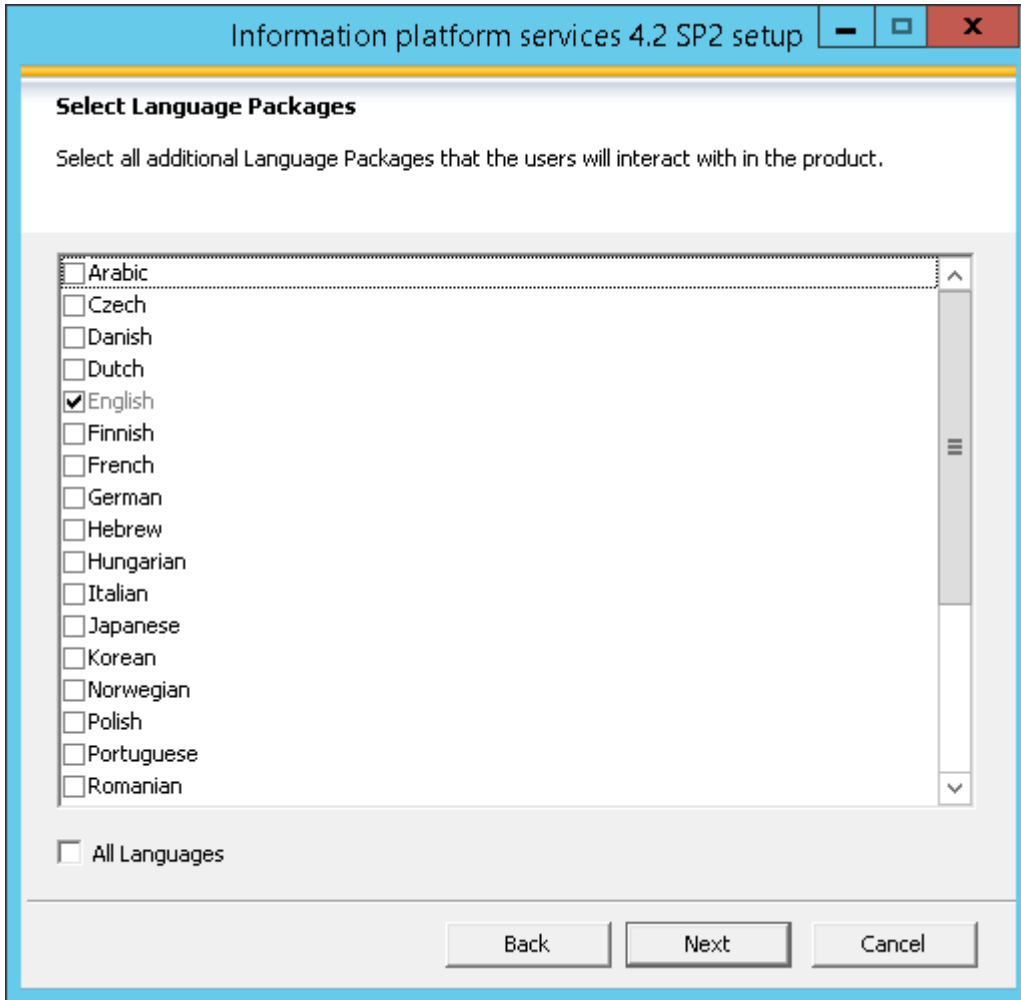 Information platform services 4.2 SP2 setup
Select Language Packages
Select all additional Language Packages that the users will interact with in the product.
Arabic
Czech
Danish
Dutch
English
Finnish
French
German
Hebrew
Hungarian
Italian
Japanese
Korean
Norwegian
Polish
Portuguese
Romanian
All Languages
Back Next Cancel